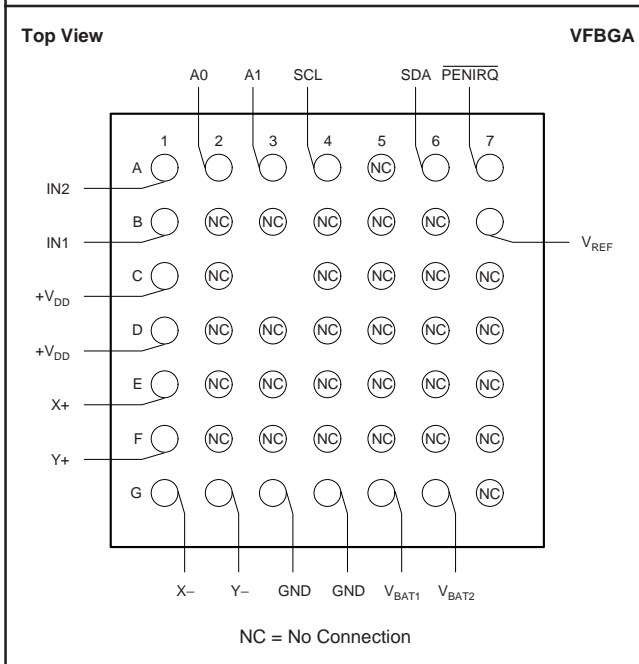 Top View VFBGA
A0 A1 SCL SDA PENIRQ
1 2 3 4 5 6 7
A NC
IN2
B NC NC NC NC NC
IN1
V_REF
C NC NC NC NC NC
+V_DD
D NC NC NC NC NC NC
+V_DD
E NC NC NC NC NC NC
X+
F NC NC NC NC NC NC
Y+
G NC
X– Y– GND GND V_BAT1 V_BAT2
NC = No Connection